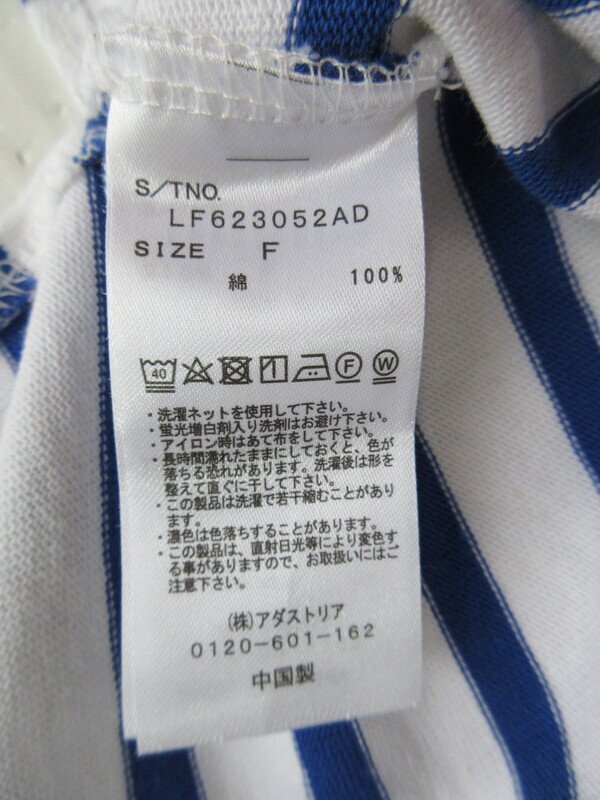 S/TNO.
LF623052AD
SIZE F
綿 100%
40
F
W
・洗濯ネットを使用して下さい。
・蛍光増白剤入り洗剤はお避け下さい。
・アイロン時はあて布をして下さい。
・長時間濡れたままにしておくと、色が
落ちる恐れがあります。洗濯後は形を
整えて直ぐに干して下さい。
・この製品は洗濯で若干縮むことがあり
ます。
・濃色は色落ちすることがあります。
・この製品は、直射日光等により変色す
る事がありますので、お取扱いにはご
注意下さい。
(株)アダストリア
0120-601-162
中国製